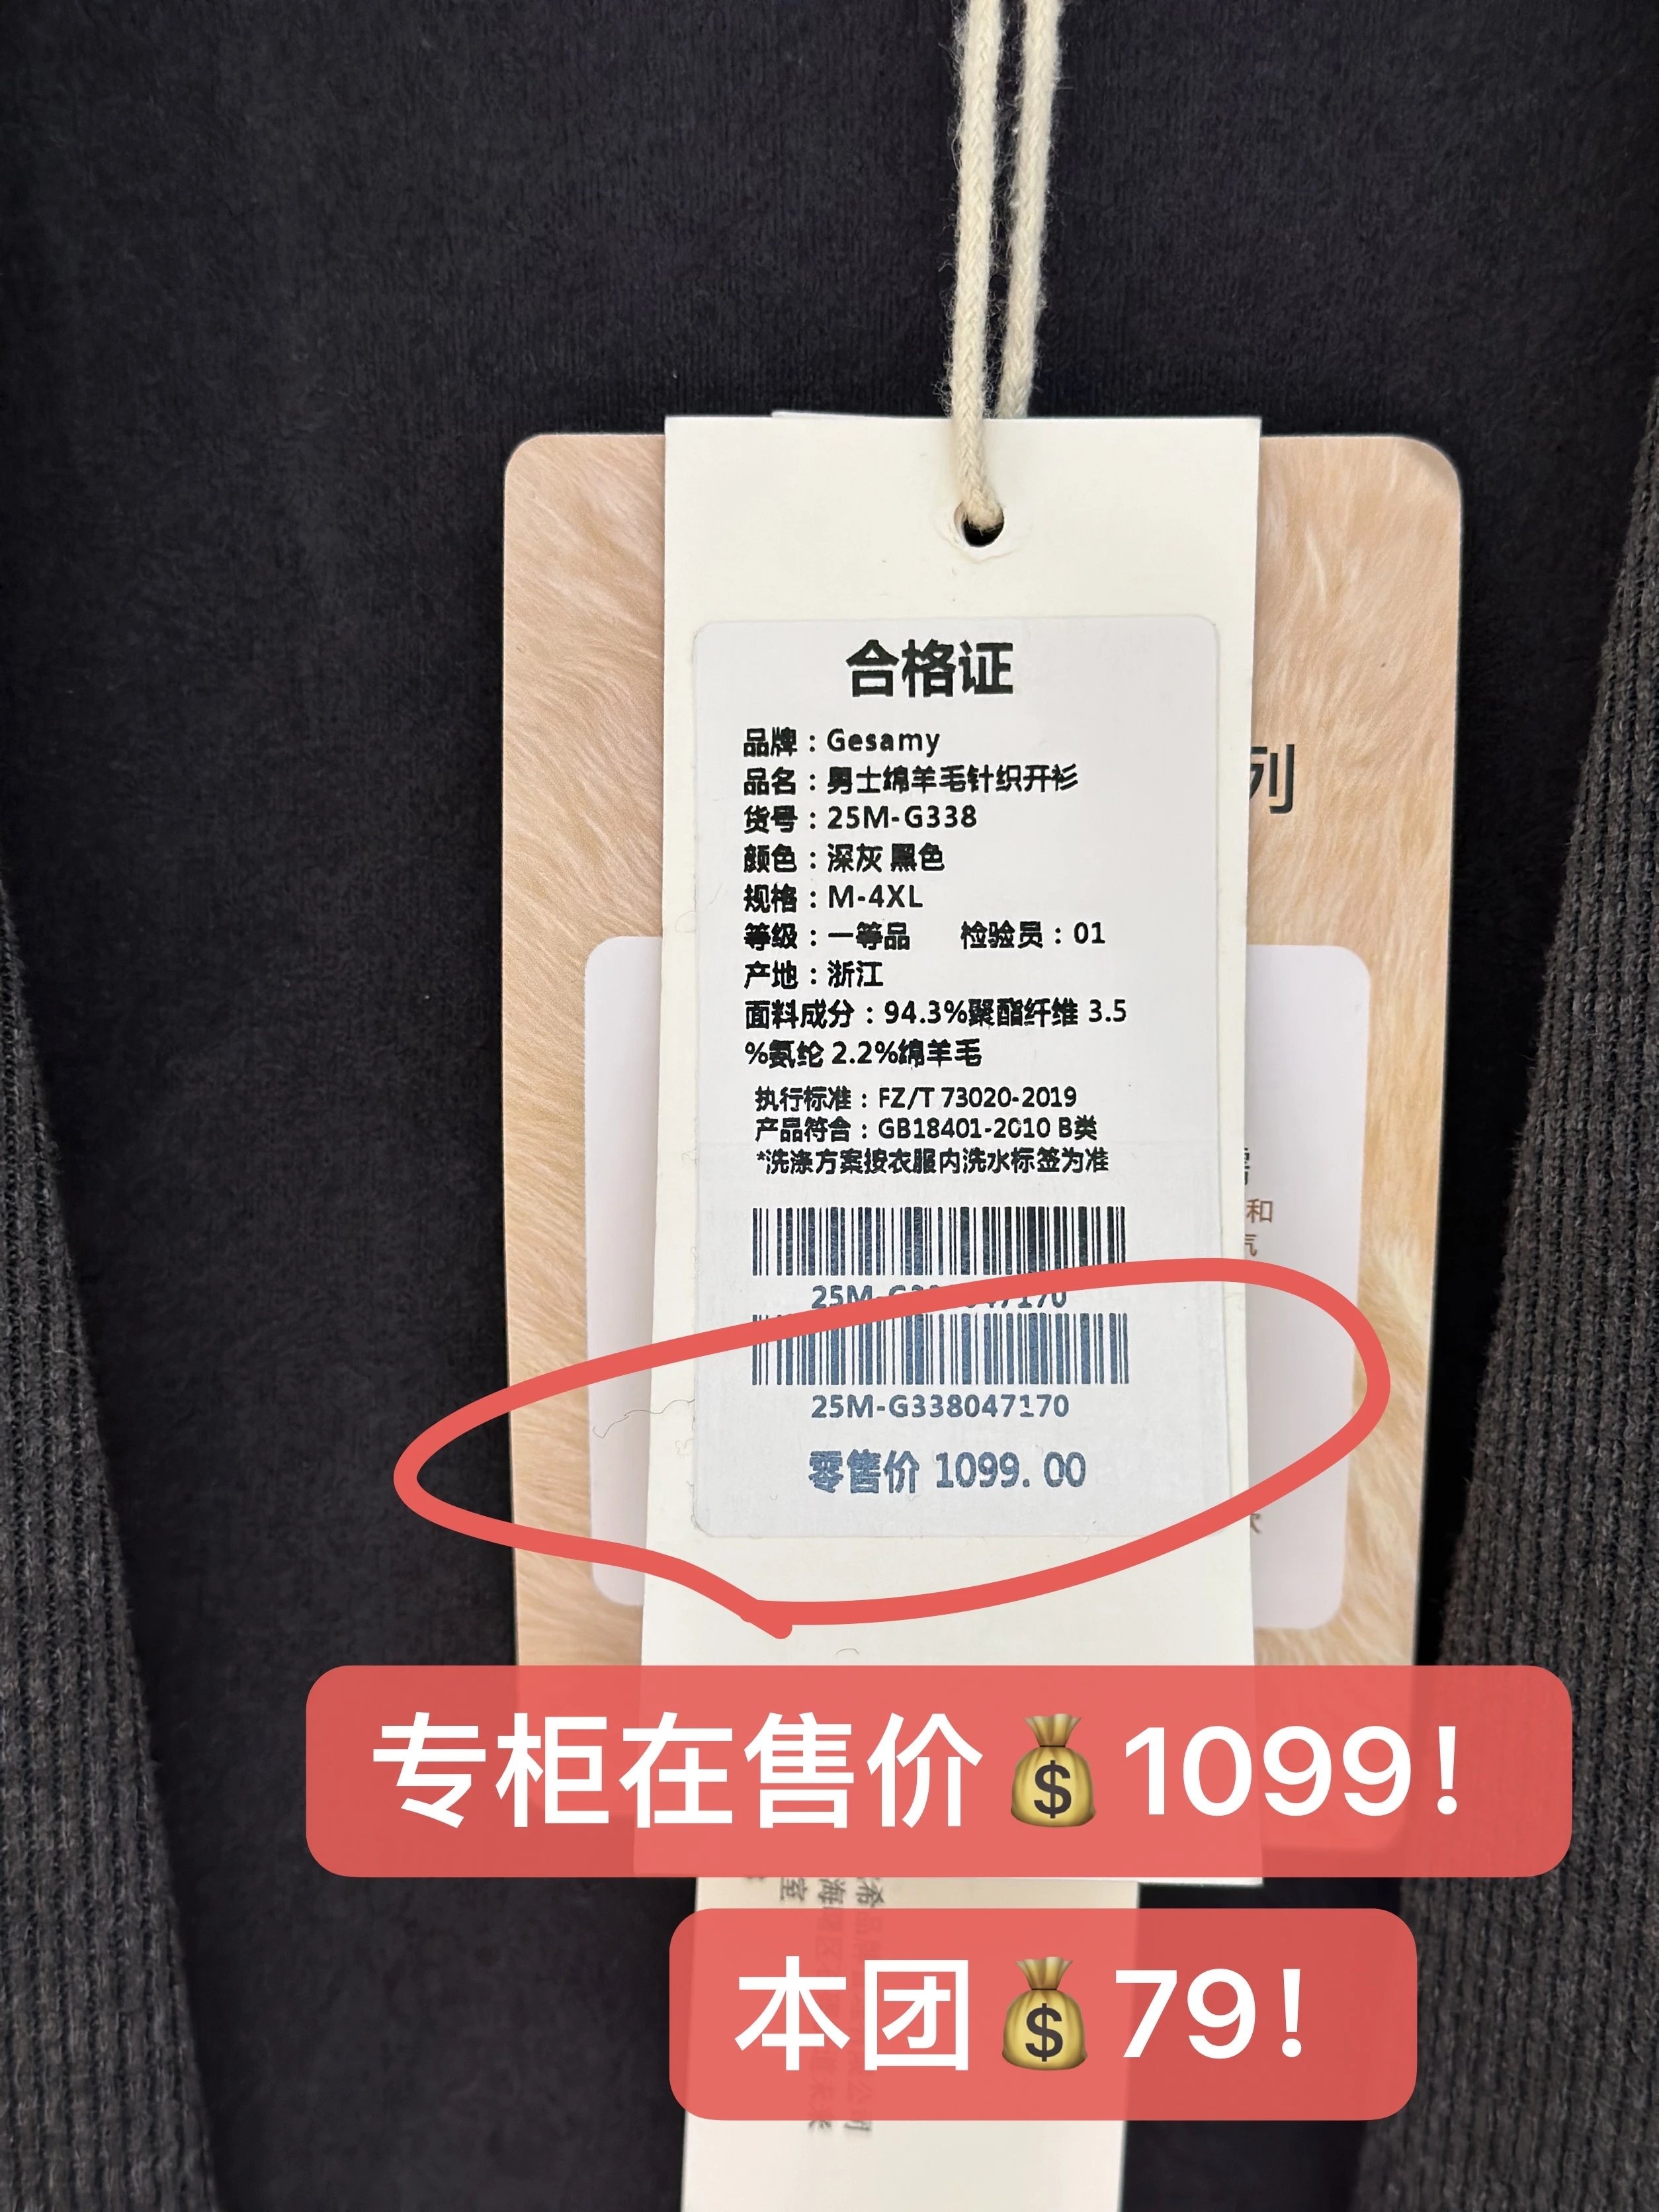 合格证
品牌：Gesamy
品名：男士绵羊毛针织开衫
货号：25M-G338
颜色：深灰 黑色
规格：M-4XL
等级：一等品 检验员：01
产地：浙江
面料成分：94.3%聚酯纤维 3.5
%氨纶 2.2%绵羊毛
执行标准：FZ/T 73020-2019
产品符合：GB18401-2010 B类
*洗涤方案按衣服内洗水标签为准
25M-G338047170
25M-G338047170
零售价 1099.00
列
和
气
专柜在售价💰1099！
本团💰79！